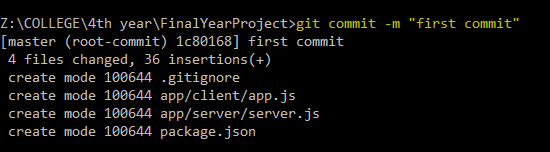 Z:\COLLEGE\4th year\FinalYearProject>git commit -m "first commit"
[master (root-commit) 1c80168] first commit
 4 files changed, 36 insertions(+)
 create mode 100644 .gitignore
 create mode 100644 app/client/app.js
 create mode 100644 app/server/server.js
 create mode 100644 package.json